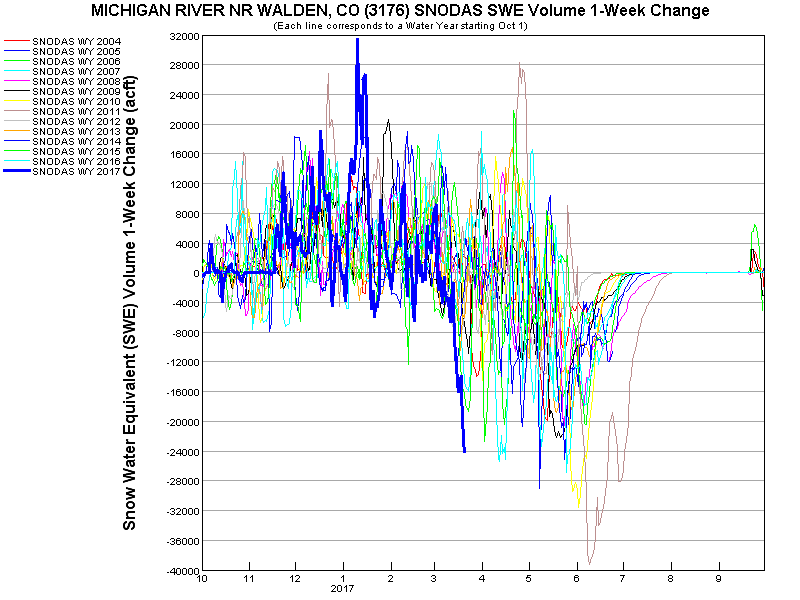 MICHIGAN RIVER NR WALDEN, CO (3176) SNODAS SWE Volume 1-Week Change
(Each line corresponds to a Water Year starting Oct 1)
SNODAS WY 2004
SNODAS WY 2005
SNODAS WY 2006
SNODAS WY 2007
SNODAS WY 2008
SNODAS WY 2009
SNODAS WY 2010
SNODAS WY 2011
SNODAS WY 2012
SNODAS WY 2013
SNODAS WY 2014
SNODAS WY 2015
SNODAS WY 2016
SNODAS WY 2017
Snow Water Equivalent (SWE) Volume 1-Week Change (acft)
32000
28000
24000
20000
16000
12000
8000
4000
0
-4000
-8000
-12000
-16000
-20000
-24000
-28000
-32000
-36000
-40000
10 11 12 1 2 3 4 5 6 7 8 9
2017